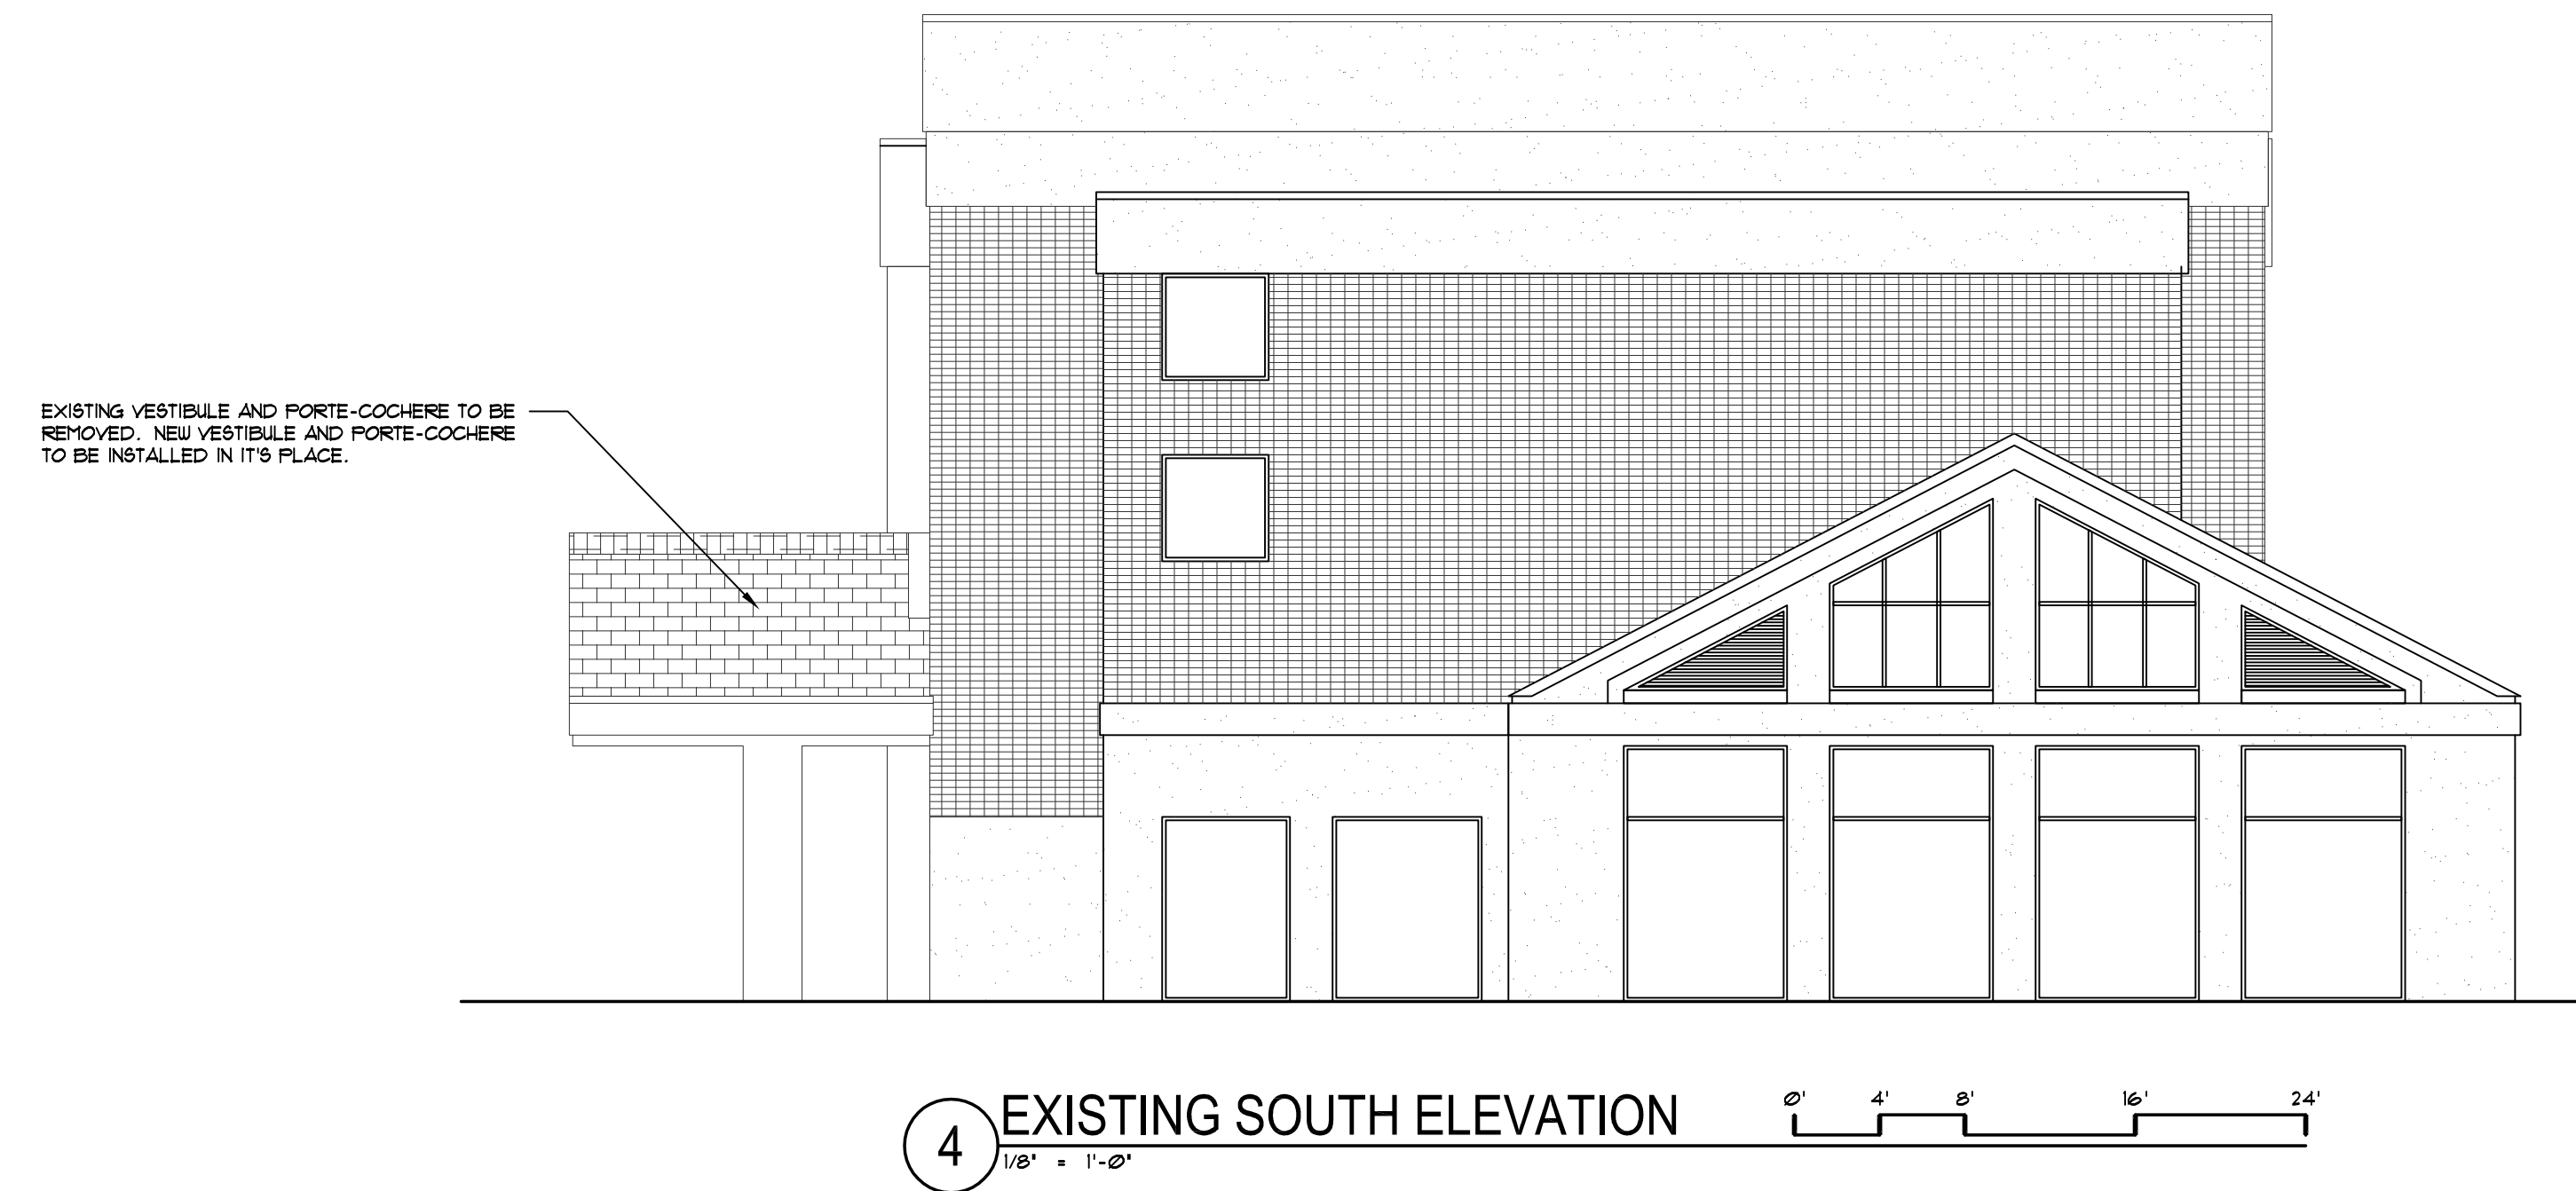 EXISTING VESTIBULE AND PORTE-COCHERE TO BE
REMOVED. NEW VESTIBULE AND PORTE-COCHERE
TO BE INSTALLED IN IT'S PLACE.
4
EXISTING SOUTH ELEVATION
1/8" = 1'-0"
0' 4' 8' 16' 24'